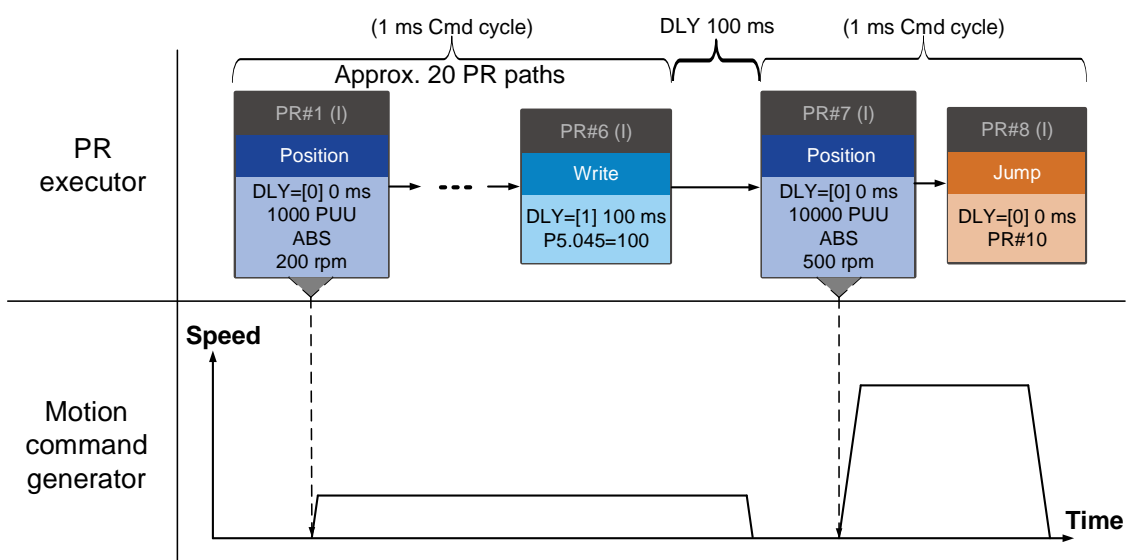 (1 ms Cmd cycle)
DLY 100 ms
(1 ms Cmd cycle)
Approx. 20 PR paths
PR
executor
PR#1 (I)
Position
DLY=[0] 0 ms
1000 PUU
ABS
200 rpm
PR#6 (I)
Write
DLY=[1] 100 ms
P5.045=100
PR#7 (I)
Position
DLY=[0] 0 ms
10000 PUU
ABS
500 rpm
PR#8 (I)
Jump
DLY=[0] 0 ms
PR#10
Motion
command
generator
Speed
Time